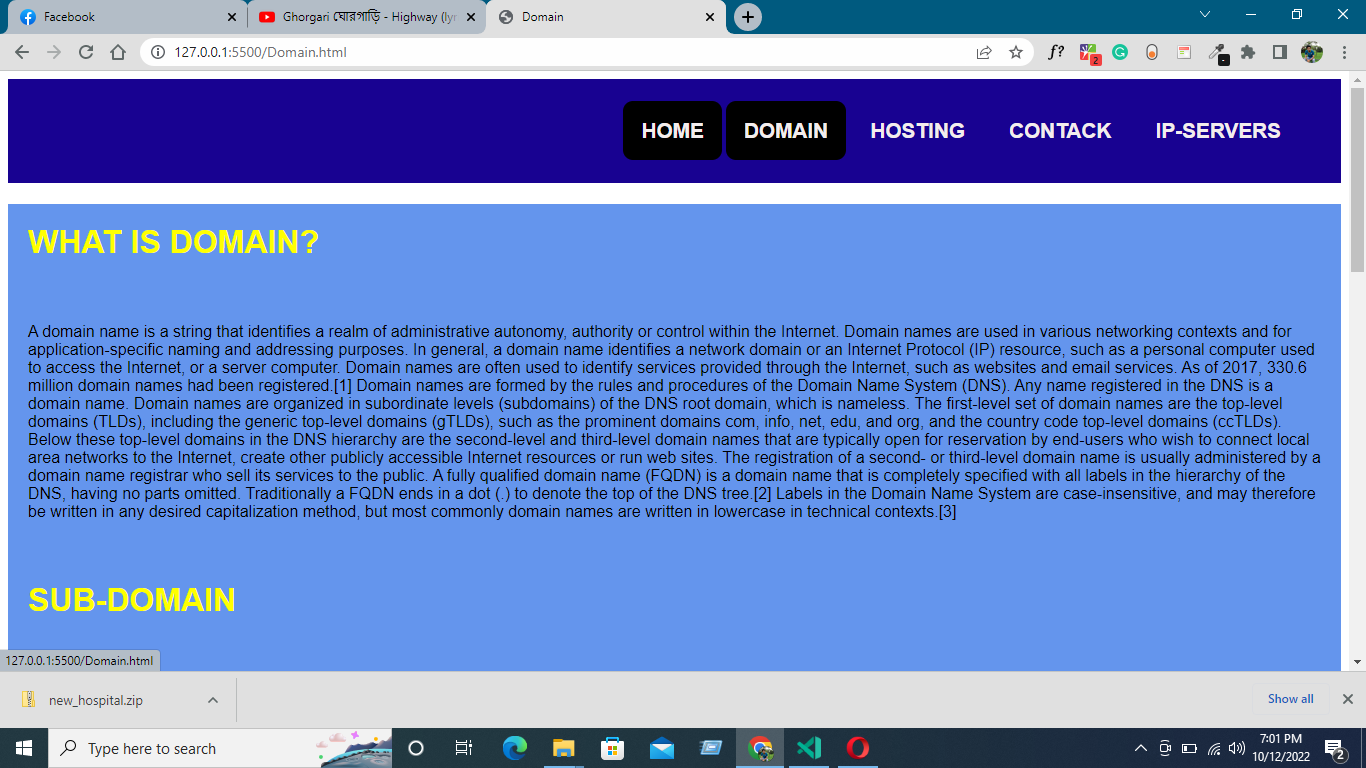 Facebook
Ghorgari ঘোরগাড়ি - Highway (lyr
Domain
127.0.0.1:5500/Domain.html
f?
2
HOME DOMAIN HOSTING CONTACK IP-SERVERS
WHAT IS DOMAIN?
A domain name is a string that identifies a realm of administrative autonomy, authority or control within the Internet. Domain names are used in various networking contexts and for
application-specific naming and addressing purposes. In general, a domain name identifies a network domain or an Internet Protocol (IP) resource, such as a personal computer used
to access the Internet, or a server computer. Domain names are often used to identify services provided through the Internet, such as websites and email services. As of 2017, 330.6
million domain names had been registered.[1] Domain names are formed by the rules and procedures of the Domain Name System (DNS). Any name registered in the DNS is a
domain name. Domain names are organized in subordinate levels (subdomains) of the DNS root domain, which is nameless. The first-level set of domain names are the top-level
domains (TLDs), including the generic top-level domains (gTLDs), such as the prominent domains com, info, net, edu, and org, and the country code top-level domains (ccTLDs).
Below these top-level domains in the DNS hierarchy are the second-level and third-level domain names that are typically open for reservation by end-users who wish to connect local
area networks to the Internet, create other publicly accessible Internet resources or run web sites. The registration of a second- or third-level domain name is usually administered by a
domain name registrar who sell its services to the public. A fully qualified domain name (FQDN) is a domain name that is completely specified with all labels in the hierarchy of the
DNS, having no parts omitted. Traditionally a FQDN ends in a dot (.) to denote the top of the DNS tree.[2] Labels in the Domain Name System are case-insensitive, and may therefore
be written in any desired capitalization method, but most commonly domain names are written in lowercase in technical contexts.[3]
SUB-DOMAIN
127.0.0.1:5500/Domain.html
new_hospital.zip
Show all
Type here to search
7:01 PM
10/12/2022
2